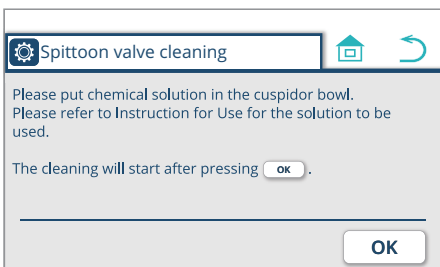 Spittoon valve cleaning
Please put chemical solution in the cuspidor bowl.
Please refer to Instruction for Use for the solution to be
used.
The cleaning will start after pressing OK .
OK